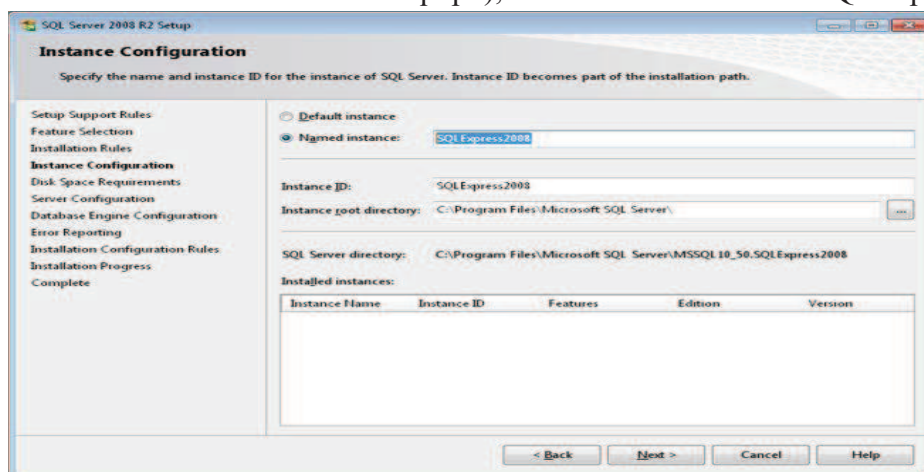 SQL Server 2008 R2 Setup
Instance Configuration
Specify the name and instance ID for the instance of SQL Server. Instance ID becomes part of the installation path.
Setup Support Rules
Feature Selection
Installation Rules
Instance Configuration
Disk Space Requirements
Server Configuration
Database Engine Configuration
Error Reporting
Installation Configuration Rules
Installation Progress
Complete
Default instance
Named instance: SQLExpress2008
Instance ID: SQLExpress2008
Instance root directory: C:\Program Files\Microsoft SQL Server\ ...
SQL Server directory: C:\Program Files\Microsoft SQL Server\MSSQL10_50.SQLExpress2008
Installed instances:
Instance Name Instance ID Features Edition Version
< Back Next > Cancel Help